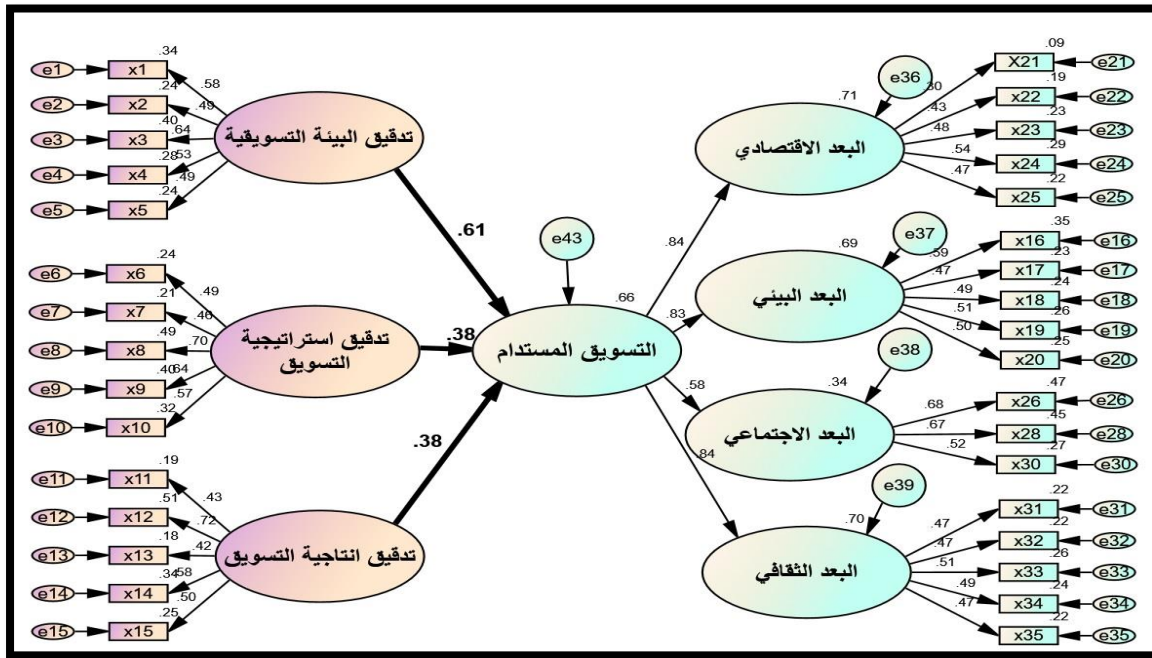 .34
e1 x1
.58
.24
e2 x2
.49
.40
e3 x3
.64
.28
e4 x4
.53
.24
e5 x5
.49
تدقيق البيئة التسويقية
.61
.24
e6 x6
.49
.21
e7 x7
.46
.49
e8 x8
.70
.40
e9 x9
.64
.32
e10 x10
.57
تدقيق استراتيجية
التسويق
.38
.19
e11 x11
.43
.51
e12 x12
.72
.18
e13 x13
.42
.34
e14 x14
.58
.25
e15 x15
.50
تدقيق انتاجية التسويق
.38
e43
.66
التسويق المستدام
.84
.83
.58
.84
e36
.71
البعد الاقتصادي
.30
.09
X21 e21
.43
.19
x22 e22
.48
.23
x23 e23
.54
.29
x24 e24
.47
.22
x25 e25
e37
.69
البعد البيئي
.59
.35
x16 e16
.47
.23
x17 e17
.49
.24
x18 e18
.51
.26
x19 e19
.50
.25
x20 e20
e38
.34
البعد الاجتماعي
.68
.47
x26 e26
.67
.45
x28 e28
.52
.27
x30 e30
e39
.70
البعد الثقافي
.47
.22
x31 e31
.47
.22
x32 e32
.51
.26
x33 e33
.49
.24
x34 e34
.47
.22
x35 e35